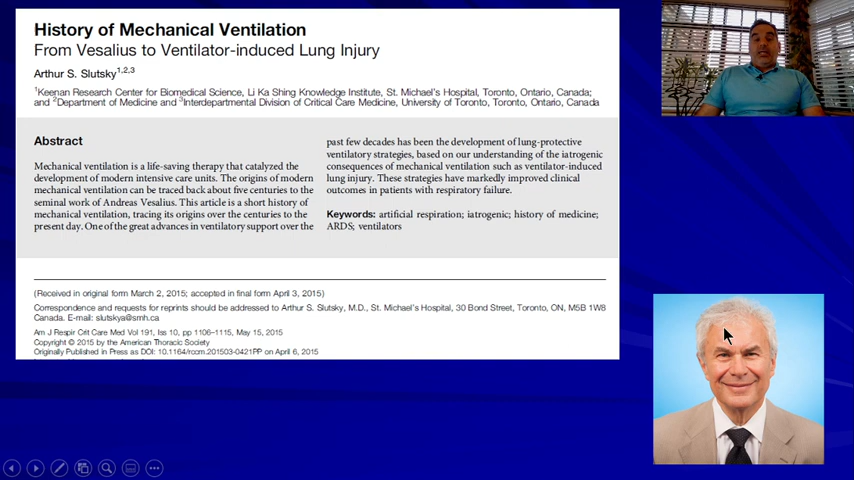 History of Mechanical Ventilation
From Vesalius to Ventilator-induced Lung Injury
Arthur S. Slutsky1,2,3
1Keenan Research Center for Biomedical Science, Li Ka Shing Knowledge Institute, St. Michael's Hospital, Toronto, Ontario, Canada;
and 2Department of Medicine and 3Interdepartmental Division of Critical Care Medicine, University of Toronto, Toronto, Ontario, Canada
Abstract
Mechanical ventilation is a life-saving therapy that catalyzed the
development of modern intensive care units. The origins of modern
mechanical ventilation can be traced back about five centuries to the
seminal work of Andreas Vesalius. This article is a short history of
mechanical ventilation, tracing its origins over the centuries to the
present day. One of the great advances in ventilatory support over the
past few decades has been the development of lung-protective
ventilatory strategies, based on our understanding of the iatrogenic
consequences of mechanical ventilation such as ventilator-induced
lung injury. These strategies have markedly improved clinical
outcomes in patients with respiratory failure.
Keywords: artificial respiration; iatrogenic; history of medicine;
ARDS; ventilators
(Received in original form March 2, 2015; accepted in final form April 3, 2015)
Correspondence and requests for reprints should be addressed to Arthur S. Slutsky, M.D., St. Michael's Hospital, 30 Bond Street, Toronto, ON, M5B 1W8
Canada. E-mail: slutskya@smh.ca
Am J Respir Crit Care Med Vol 191, Iss 10, pp 1106–1115, May 15, 2015
Copyright © 2015 by the American Thoracic Society
Originally Published in Press as DOI: 10.1164/rccm.201503-0421PP on April 6, 2015